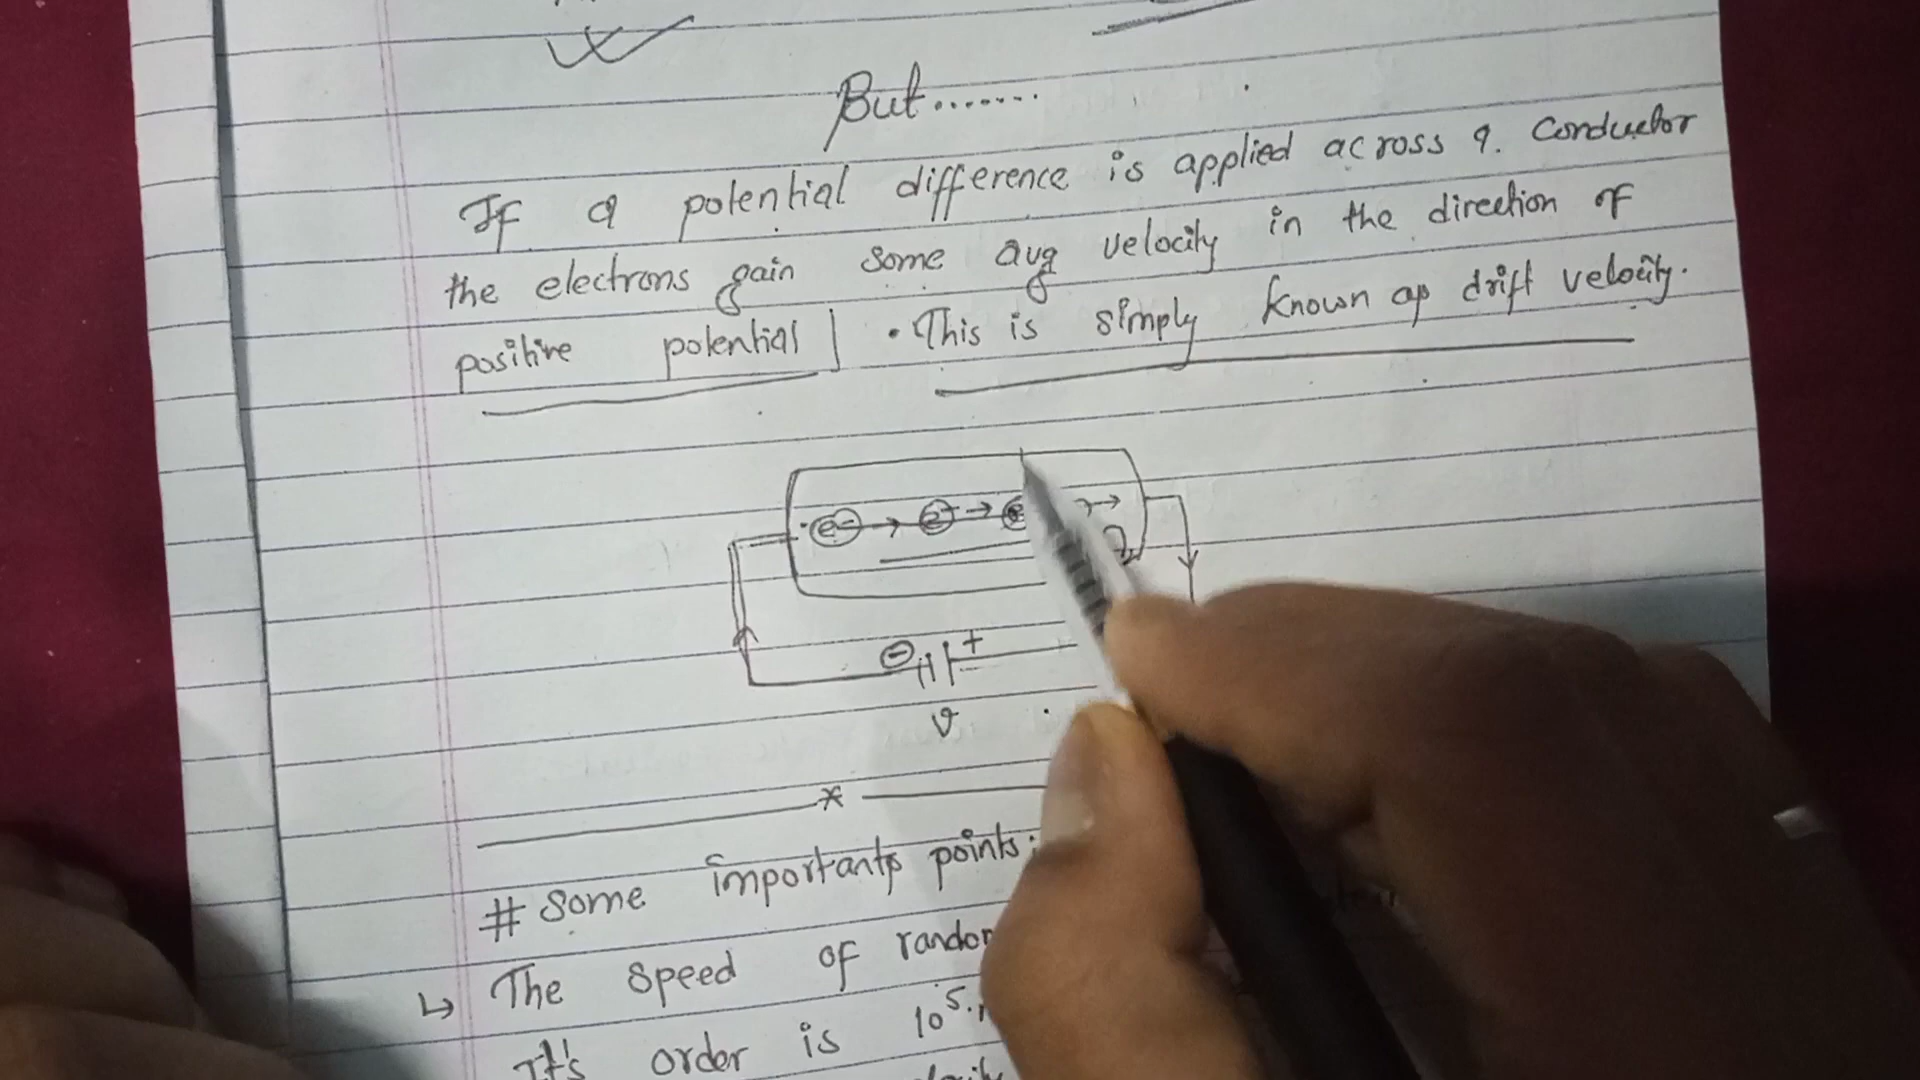 But........
If a potential difference is applied across a. Conductor
the electrons gain some avg velocity in the direction of
positive potential] . This is simply known as drift velocity.
e- → e- →
- +
V
# Some importants points:
↳ The speed of
It's order is 10⁵.